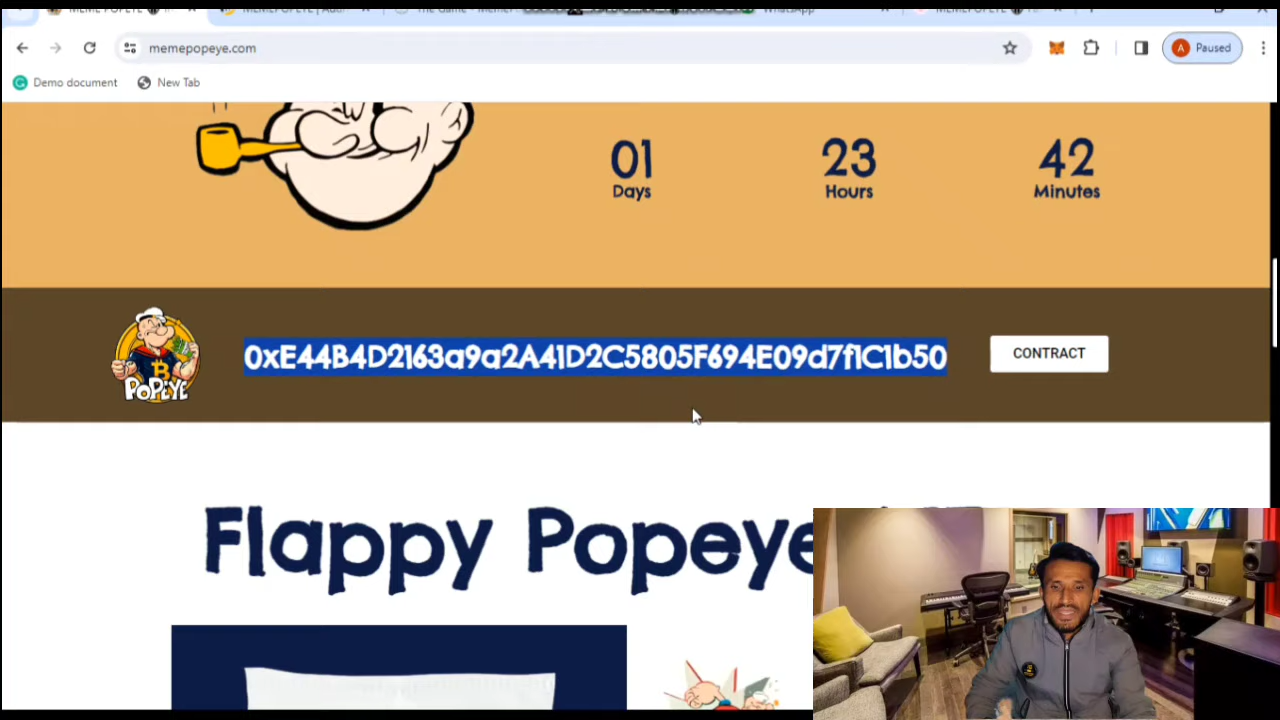 memepopeye.com
Paused
Demo document
New Tab
01
23
42
Days
Hours
Minutes
POPEYE
0xE44B4D2163a9a2A41D2C5805F694E09d7f1C1b50
CONTRACT
Flappy Popeye